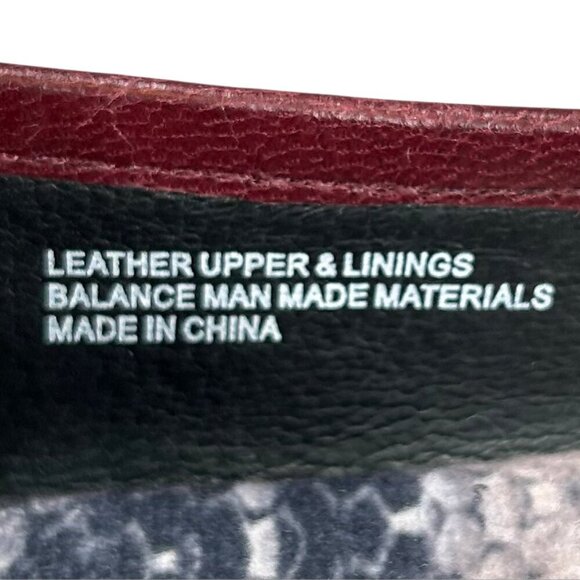 LEATHER UPPER & LININGS
BALANCE MAN MADE MATERIALS
MADE IN CHINA